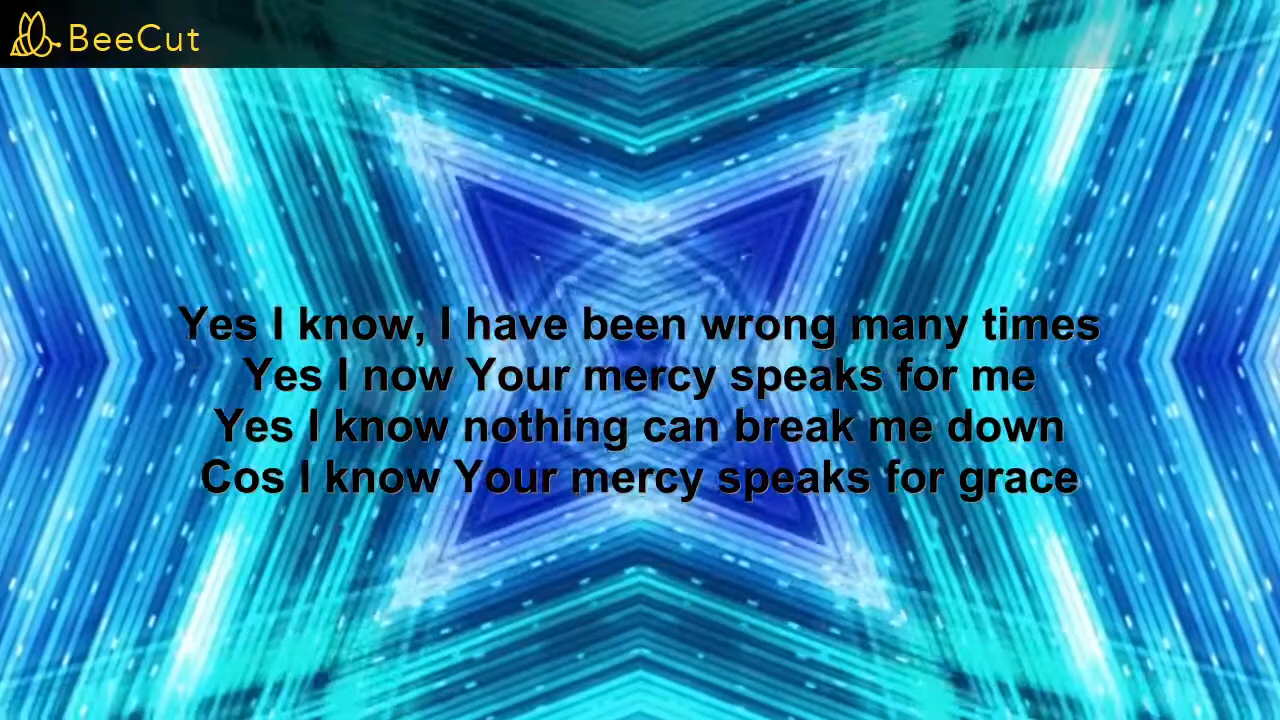 BeeCut
Yes I know, I have been wrong many times
Yes I now Your mercy speaks for me
Yes I know nothing can break me down
Cos I know Your mercy speaks for grace